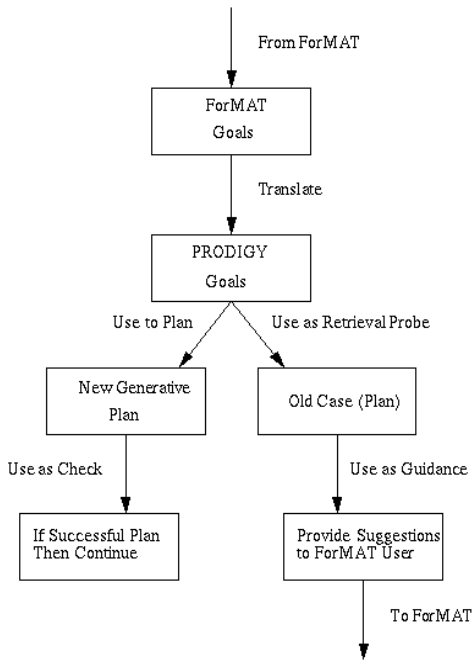 From ForMAT
ForMAT
Goals
Translate
PRODIGY
Goals
Use to Plan
Use as Retrieval Probe
New Generative
Plan
Old Case (Plan)
Use as Check
Use as Guidance
If Successful Plan
Then Continue
Provide Suggestions
to ForMAT User
To ForMAT